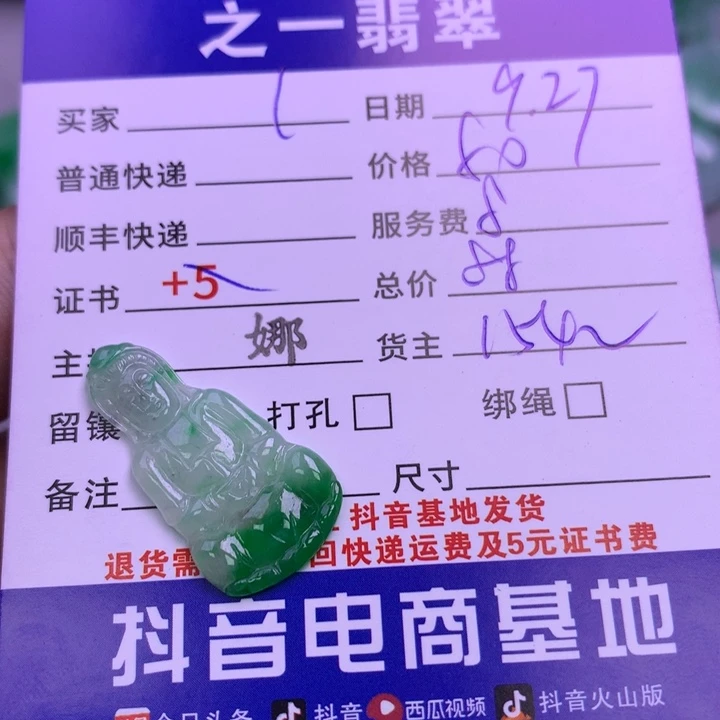 之一翡翠
买家 日期 9.27
普通快递 价格 80
顺丰快递 服务费 8
证书 +5 总价 88
主 娜 货主
留镶 打孔 绑绳
备注 尺寸
抖音基地发货
退货需 回快递运费及5元证书费
抖音电商基地
今日头条 抖音 西瓜视频 抖音火山版